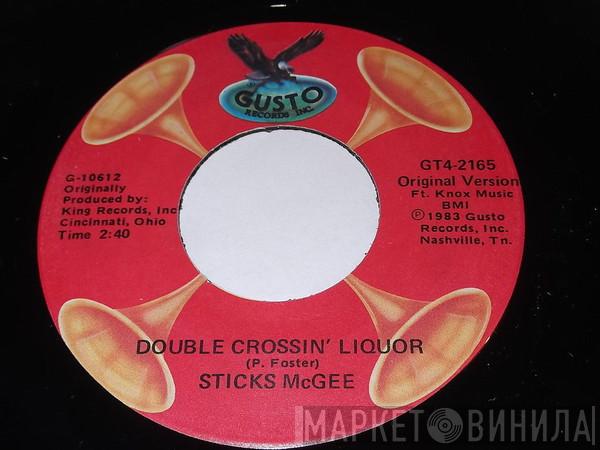 GUSTO
RECORDS INC.
G-10612
Originally
Produced by:
King Records, Inc
Cincinnati, Ohio
Time 2:40
GT4-2165
Original Version
Ft. Knox Music
BMI
Ⓟ 1983 Gusto
Records, Inc.
Nashville, Tn.
DOUBLE CROSSIN' LIQUOR
(P. Foster)
STICKS McGEE
МАРКЕТ ВИНИЛА